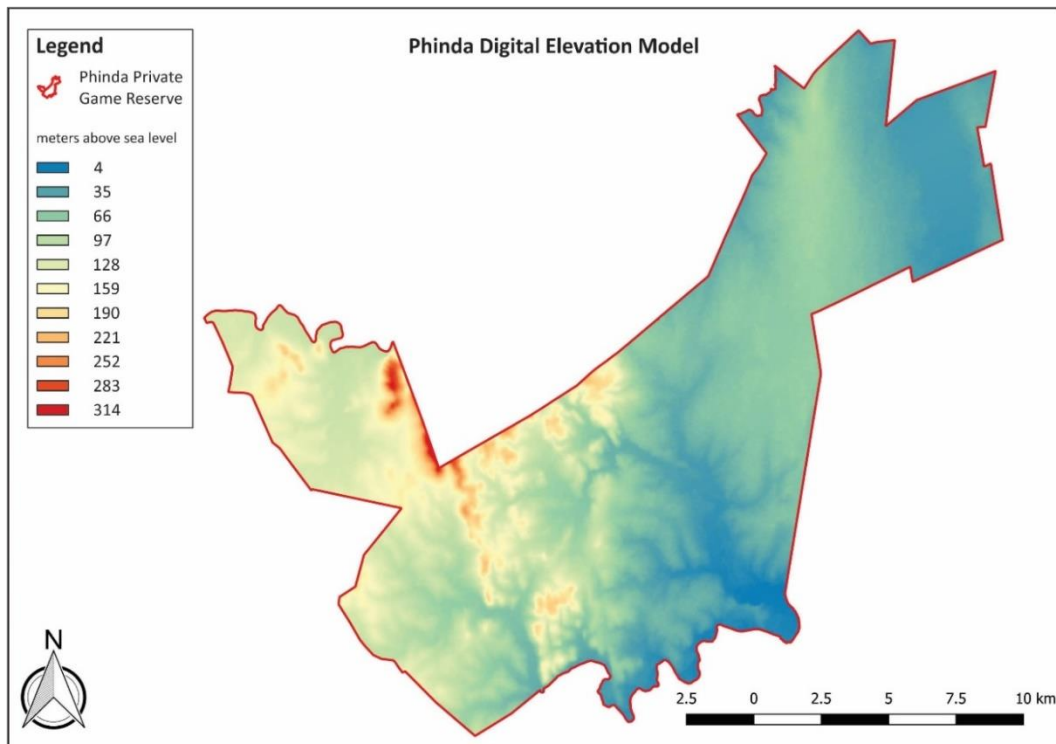 Legend
Phinda Private
Game Reserve
meters above sea level
4
35
66
97
128
159
190
221
252
283
314
Phinda Digital Elevation Model
N
2.5 0 2.5 5 7.5 10 km